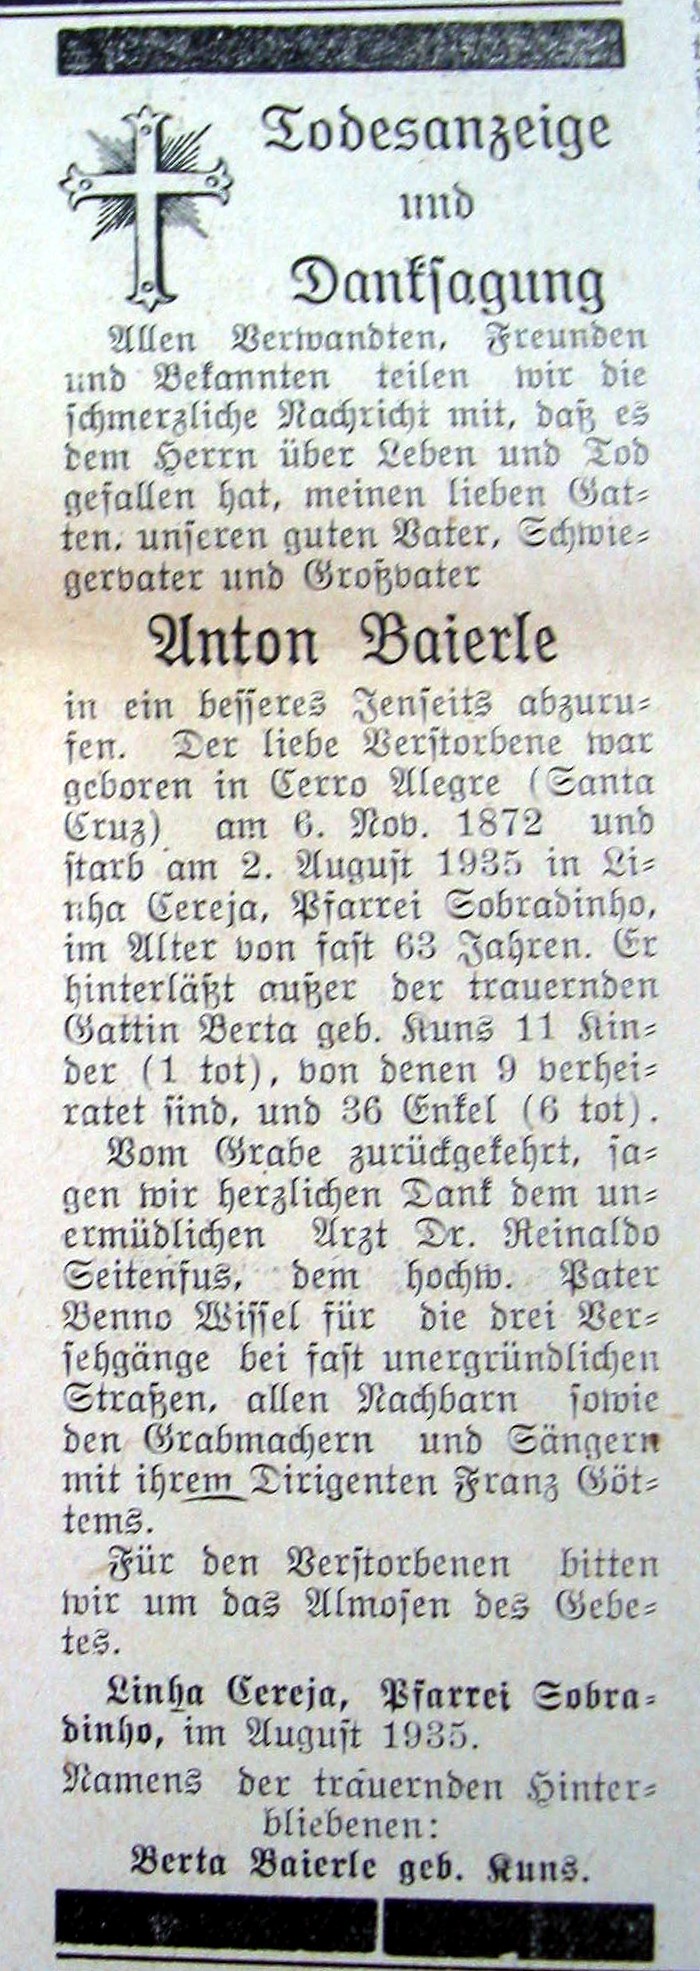 Todesanzeige
und
Dankſagung
Allen Verwandten, Freunden
und Bekannten teilen wir die
ſchmerzliche Nachricht mit, daß es
dem Herrn über Leben und Tod
gefallen hat, meinen lieben Gat⸗
ten, unſeren guten Vater, Schwie⸗
gervater und Großvater
Anton Baierle
in ein beſſeres Jenſeits abzuru⸗
fen. Der liebe Verſtorbene war
geboren in Cerro Alegre (Santa
Cruz) am 6. Nov. 1872 und
ſtarb am 2. Auguſt 1935 in Li⸗
nha Cereja, Pfarrei Sobradinho,
im Alter von faſt 63 Jahren. Er
hinterläßt außer der trauernden
Gattin Berta geb. Kuns 11 Kin⸗
der (1 tot), von denen 9 verhei⸗
ratet ſind, und 36 Enkel (6 tot).
Vom Grabe zurückgekehrt, ſa⸗
gen wir herzlichen Dank dem un⸗
ermüdlichen Arzt Dr. Reinaldo
Seitenfus, dem hochw. Pater
Benno Wiſſel für die drei Ver⸗
ſehgänge bei faſt unergründlichen
Straßen, allen Nachbarn ſowie
den Grabmachern und Sängern
mit ihrem Dirigenten Franz Göt⸗
tems.
Für den Verſtorbenen bitten
wir um das Almoſen des Gebe⸗
tes.
Linha Cereja, Pfarrei Sobra⸗
dinho, im Auguſt 1935.
Namens der trauernden Hinter⸗
bliebenen:
Berta Baierle geb. Kuns.